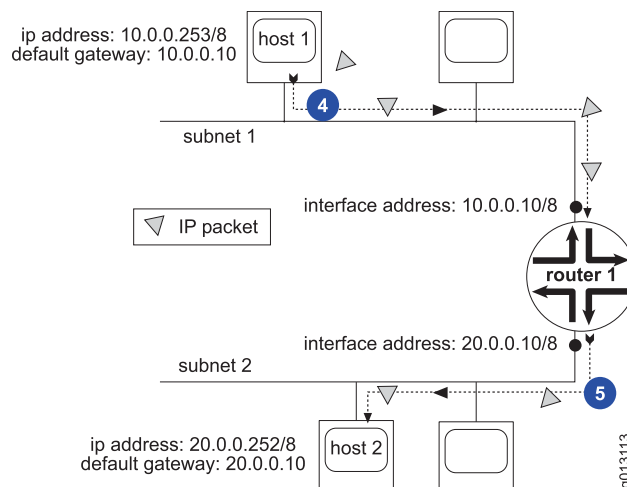 ip address: 10.0.0.253/8
default gateway: 10.0.0.10
host 1
4
subnet 1
interface address: 10.0.0.10/8
IP packet
router 1
interface address: 20.0.0.10/8
subnet 2
5
ip address: 20.0.0.252/8
default gateway: 20.0.0.10
host 2
g013113